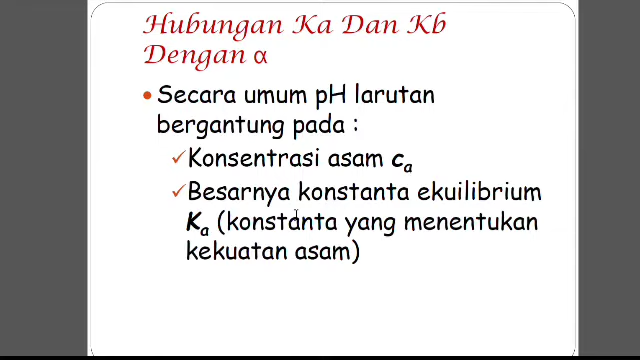 Hubungan Ka Dan Kb
Dengan α
• Secara umum pH larutan
bergantung pada :
✓Konsentrasi asam ca
✓Besarnya konstanta ekuilibrium
Ka (konstanta yang menentukan
kekuatan asam)